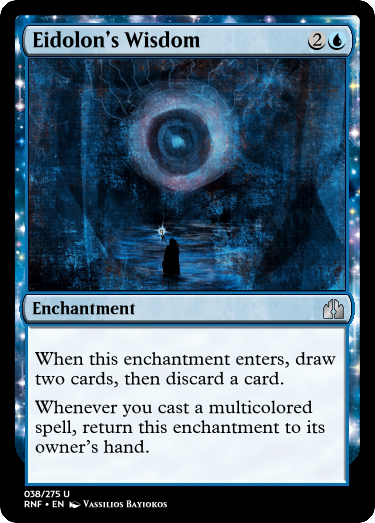 Eidolon's Wisdom 2
Enchantment
When this enchantment enters, draw
two cards, then discard a card.
Whenever you cast a multicolored
spell, return this enchantment to its
owner's hand.
038/275 U
RNF • EN Vassilios Bayiokos